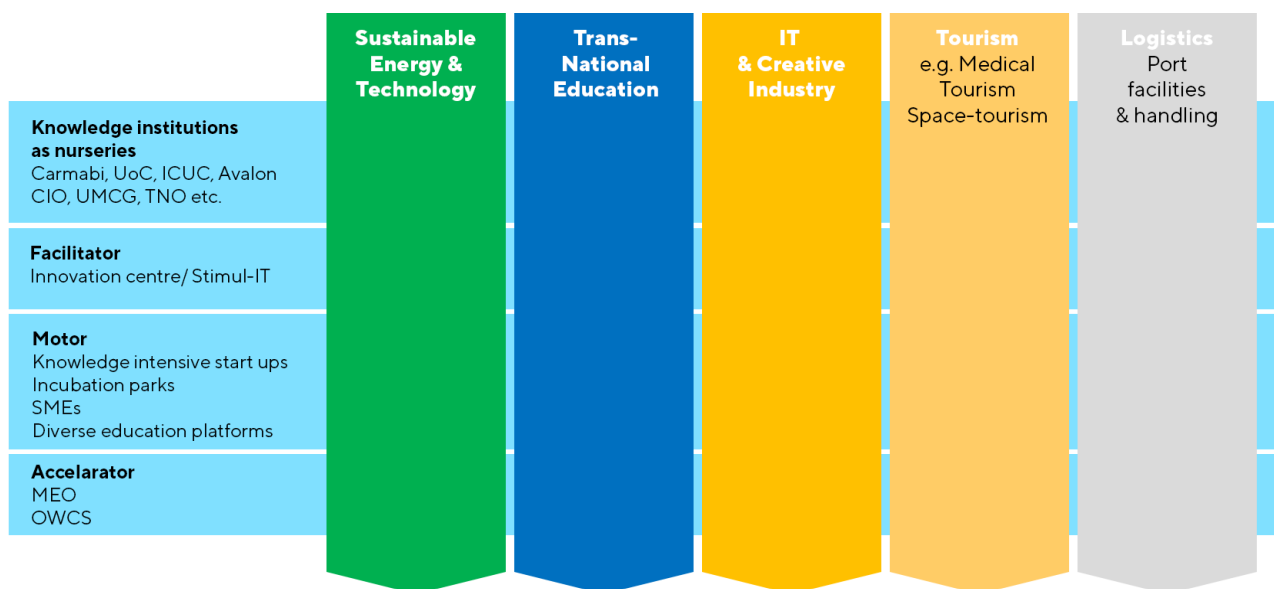 Sustainable
Energy &
Technology
Trans-
National
Education
IT
& Creative
Industry
Tourism
e.g. Medical
Tourism
Space-tourism
Logistics
Port
facilities
& handling
Knowledge institutions
as nurseries
Carmabi, UoC, ICUC, Avalon
CIO, UMCG, TNO etc.
Facilitator
Innovation centre/ Stimul-IT
Motor
Knowledge intensive start ups
Incubation parks
SMEs
Diverse education platforms
Accelarator
MEO
OWCS